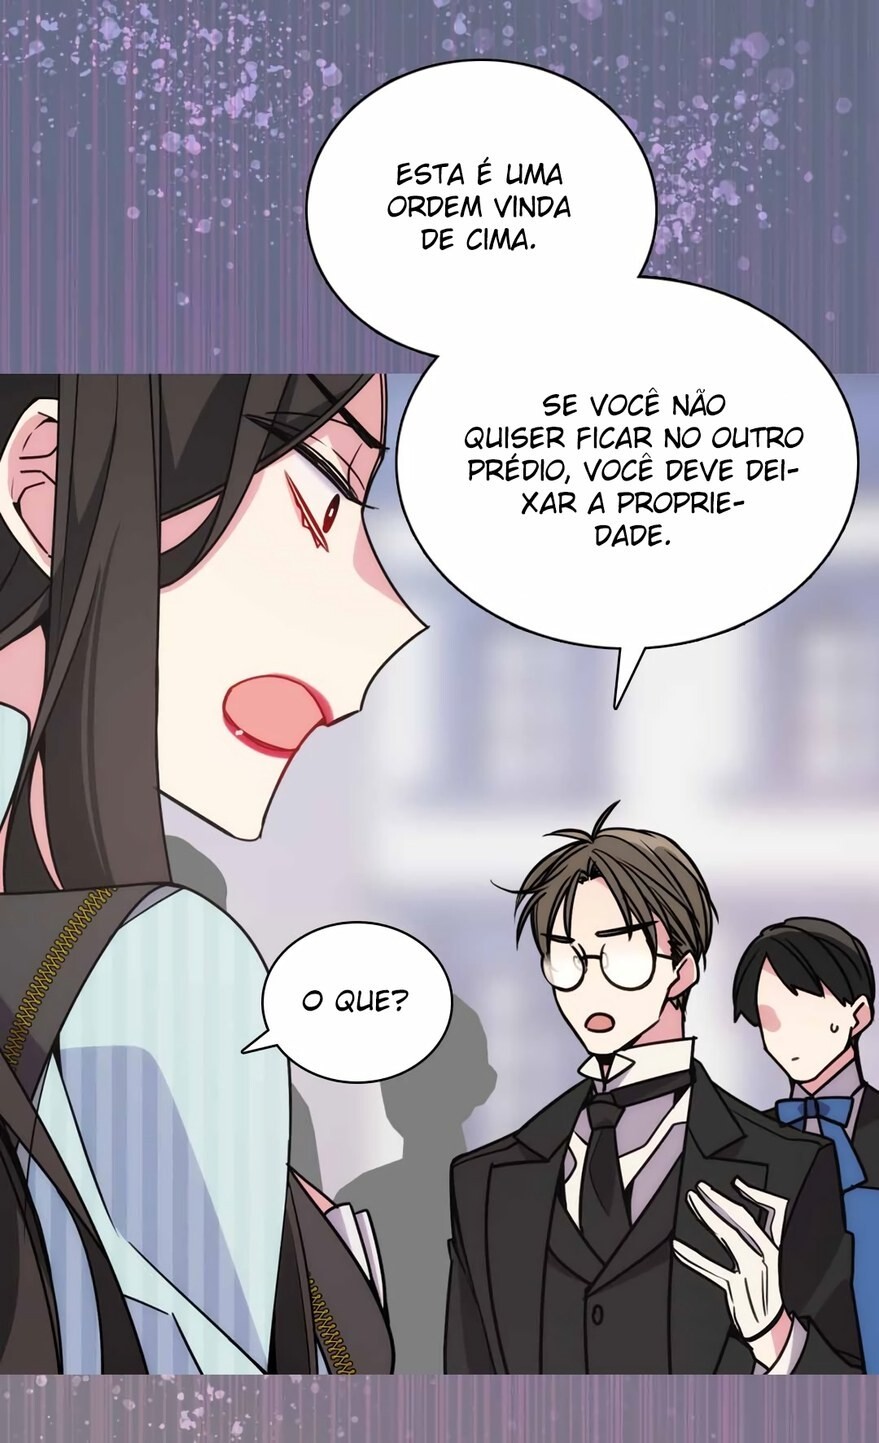 ESTA É UMA
ORDEM VINDA
DE CIMA.
SE VOCÊ NÃO
QUISER FICAR NO OUTRO
PRÉDIO, VOCÊ DEVE DEI-
XAR A PROPRIE-
DADE.
O QUE?